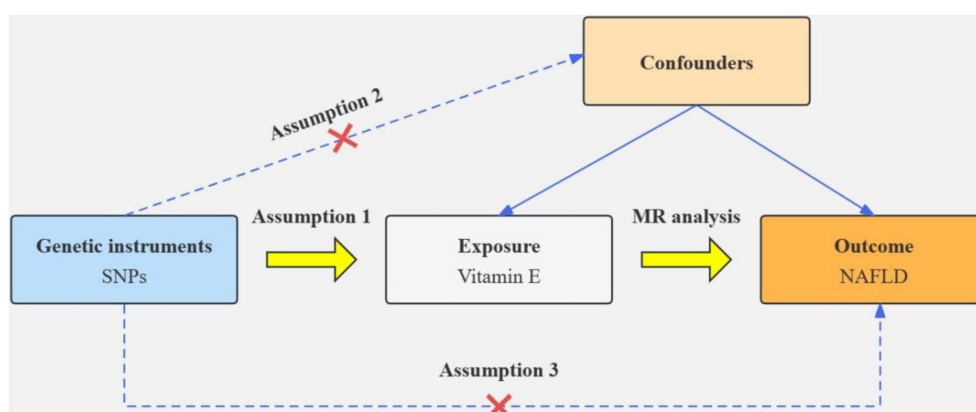 Confounders
Assumption 2
Assumption 1
MR analysis
Genetic instruments
SNPs
Exposure
Vitamin E
Outcome
NAFLD
Assumption 3